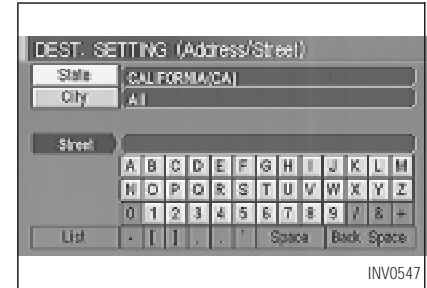 DEST. SETTING (Address/Street)
State CALIFORNIA(CA)
City All
Street
A B C D E F G H I J K L M
N O P Q R S T U V W X Y Z
0 1 2 3 4 5 6 7 8 9 / & +
List - [ ] , . ' Space Back Space
INV0547